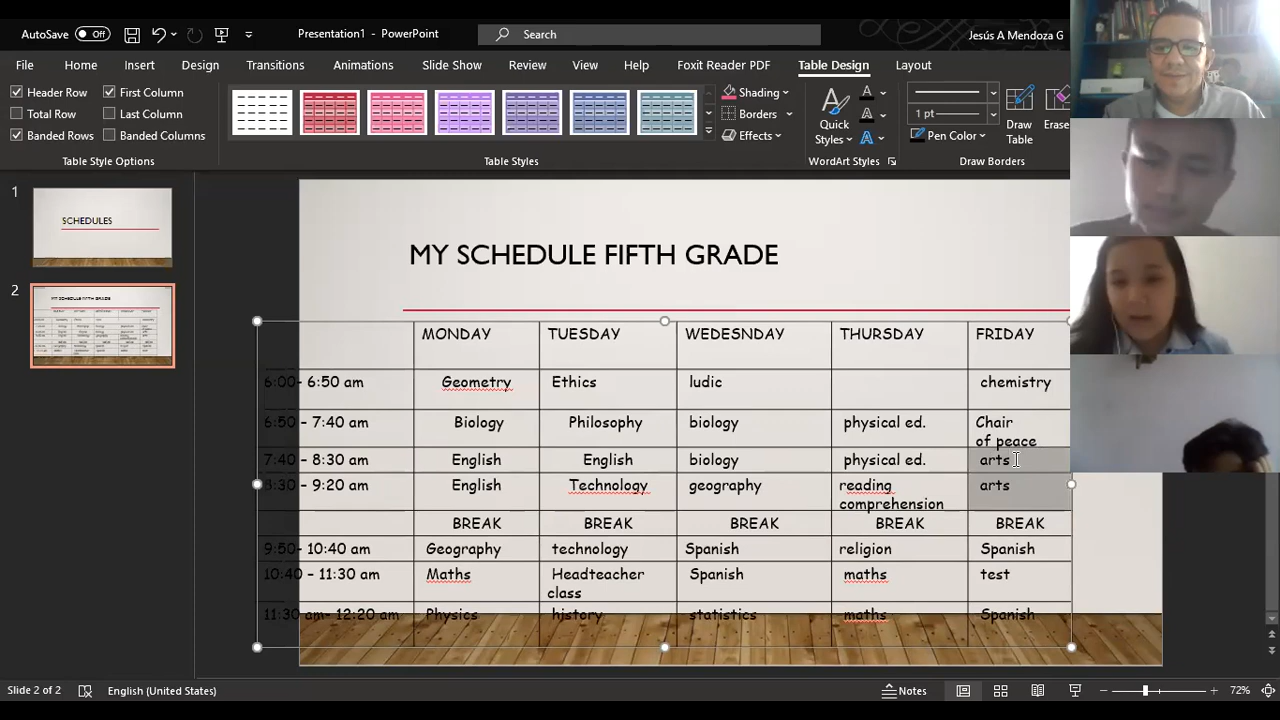 AutoSave Off Presentation1 - PowerPoint Search Jesús A Mendoza G
File Home Insert Design Transitions Animations Slide Show Review View Help Foxit Reader PDF Table Design Layout
Header Row First Column Shading
Total Row Last Column Borders 1 pt
Banded Rows Banded Columns Effects Quick Styles Pen Color Draw Table Erase
Table Style Options Table Styles WordArt Styles Draw Borders
1
SCHEDULES
2
MY SCHEDULE FIFTH GRADE
MY SCHEDULE FIFTH GRADE
MONDAY TUESDAY WEDESNDAY THURSDAY FRIDAY
6:00- 6:50 am Geometry Ethics ludic chemistry
6:50 – 7:40 am Biology Philosophy biology physical ed. Chair
of peace
7:40 – 8:30 am English English biology physical ed. arts
8:30 – 9:20 am English Technology geography reading arts
comprehension
BREAK BREAK BREAK BREAK BREAK
9:50- 10:40 am Geography technology Spanish religion Spanish
10:40 – 11:30 am Maths Headteacher Spanish maths test
class
11:30 am- 12:20 am Physics history statistics maths Spanish
Slide 2 of 2 English (United States) Notes 72%